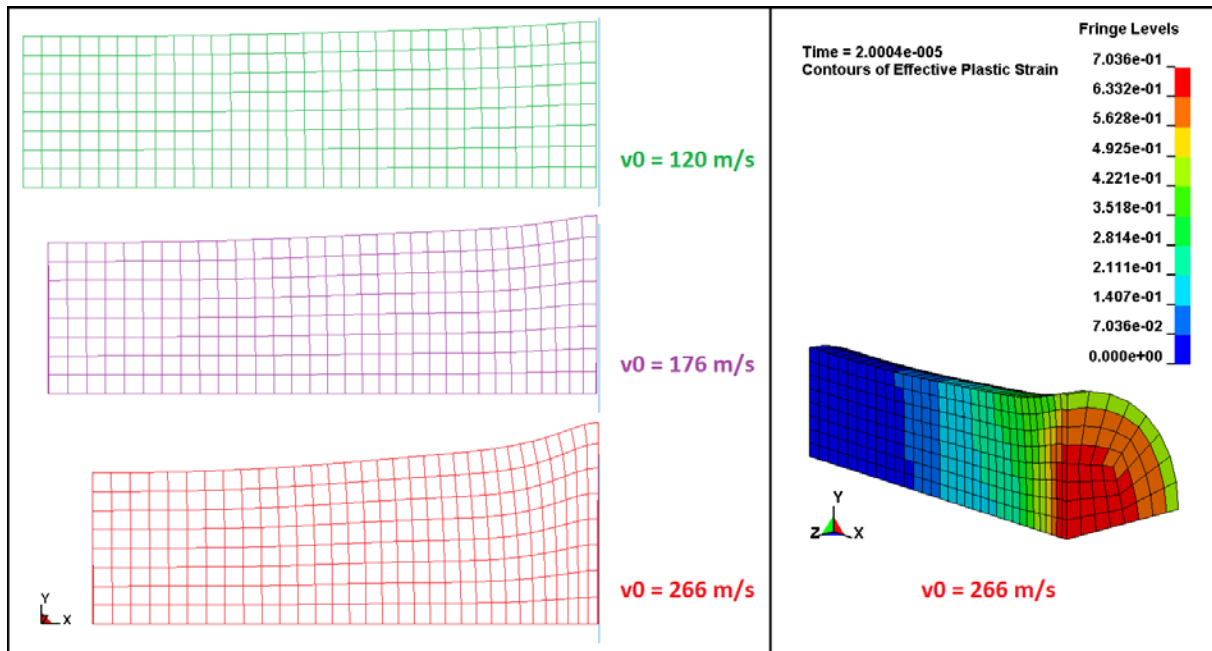 v0 = 120 m/s
v0 = 176 m/s
v0 = 266 m/s
Y
X
Time = 2.0004e-005
Contours of Effective Plastic Strain
Fringe Levels
7.036e-01
6.332e-01
5.628e-01
4.925e-01
4.221e-01
3.518e-01
2.814e-01
2.111e-01
1.407e-01
7.036e-02
0.000e+00
Y
Z X
v0 = 266 m/s